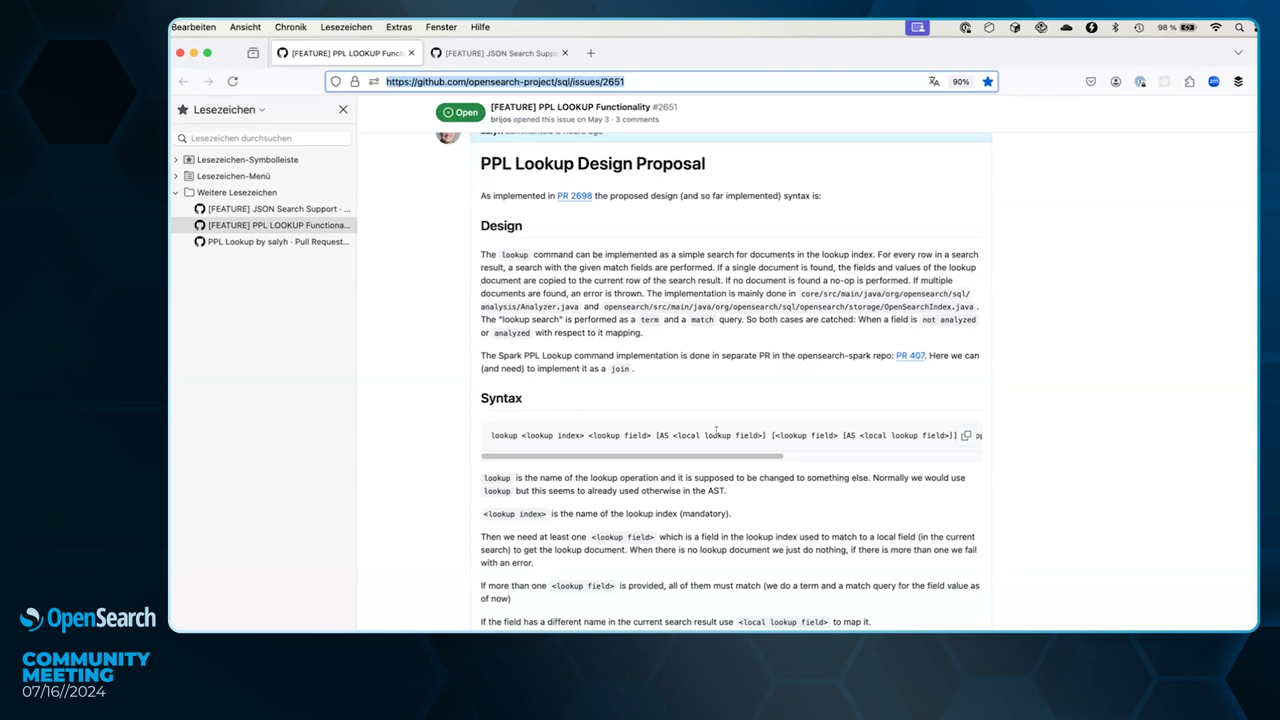 Bearbeiten Ansicht Chronik Lesezeichen Extras Fenster Hilfe 98 %
[FEATURE] PPL LOOKUP Functi [FEATURE] JSON Search Suppo
https://github.com/opensearch-project/sql/issues/2651 90%
Lesezeichen
Lesezeichen durchsuchen
Lesezeichen-Symbolleiste
Lesezeichen-Menü
Weitere Lesezeichen
[FEATURE] JSON Search Support · ...
[FEATURE] PPL LOOKUP Functiona...
PPL Lookup by salyh · Pull Request...
Open
[FEATURE] PPL LOOKUP Functionality #2651
brijos opened this issue on May 3 · 3 comments
PPL Lookup Design Proposal
As implemented in PR 2698 the proposed design (and so far implemented) syntax is:
Design
The lookup command can be implemented as a simple search for documents in the lookup index. For every row in a search
result, a search with the given match fields are performed. If a single document is found, the fields and values of the lookup
document are copied to the current row of the search result. If no document is found a no-op is performed. If multiple
documents are found, an error is thrown. The implementation is mainly done in core/src/main/java/org/opensearch/sql/
analysis/Analyzer.java and opensearch/src/main/java/org/opensearch/sql/opensearch/storage/OpenSearchIndex.java .
The "lookup search" is performed as a term and a match query. So both cases are catched: When a field is not analyzed
or analyzed with respect to it mapping.
The Spark PPL Lookup command implementation is done in separate PR in the opensearch-spark repo: PR 407. Here we can
(and need) to implement it as a join .
Syntax
lookup <lookup index> <lookup field> [AS <local lookup field>] [<lookup field> [AS <local lookup field>]]
lookup is the name of the lookup operation and it is supposed to be changed to something else. Normally we would use
lookup but this seems to already used otherwise in the AST.
<lookup index> is the name of the lookup index (mandatory).
Then we need at least one <lookup field> which is a field in the lookup index used to match to a local field (in the current
search) to get the lookup document. When there is no lookup document we just do nothing, if there is more than one we fail
with an error.
If more than one <lookup field> is provided, all of them must match (we do a term and a match query for the field value as
of now)
If the field has a different name in the current search result use <local lookup field> to map it.
OpenSearch
COMMUNITY
MEETING
07/16//2024